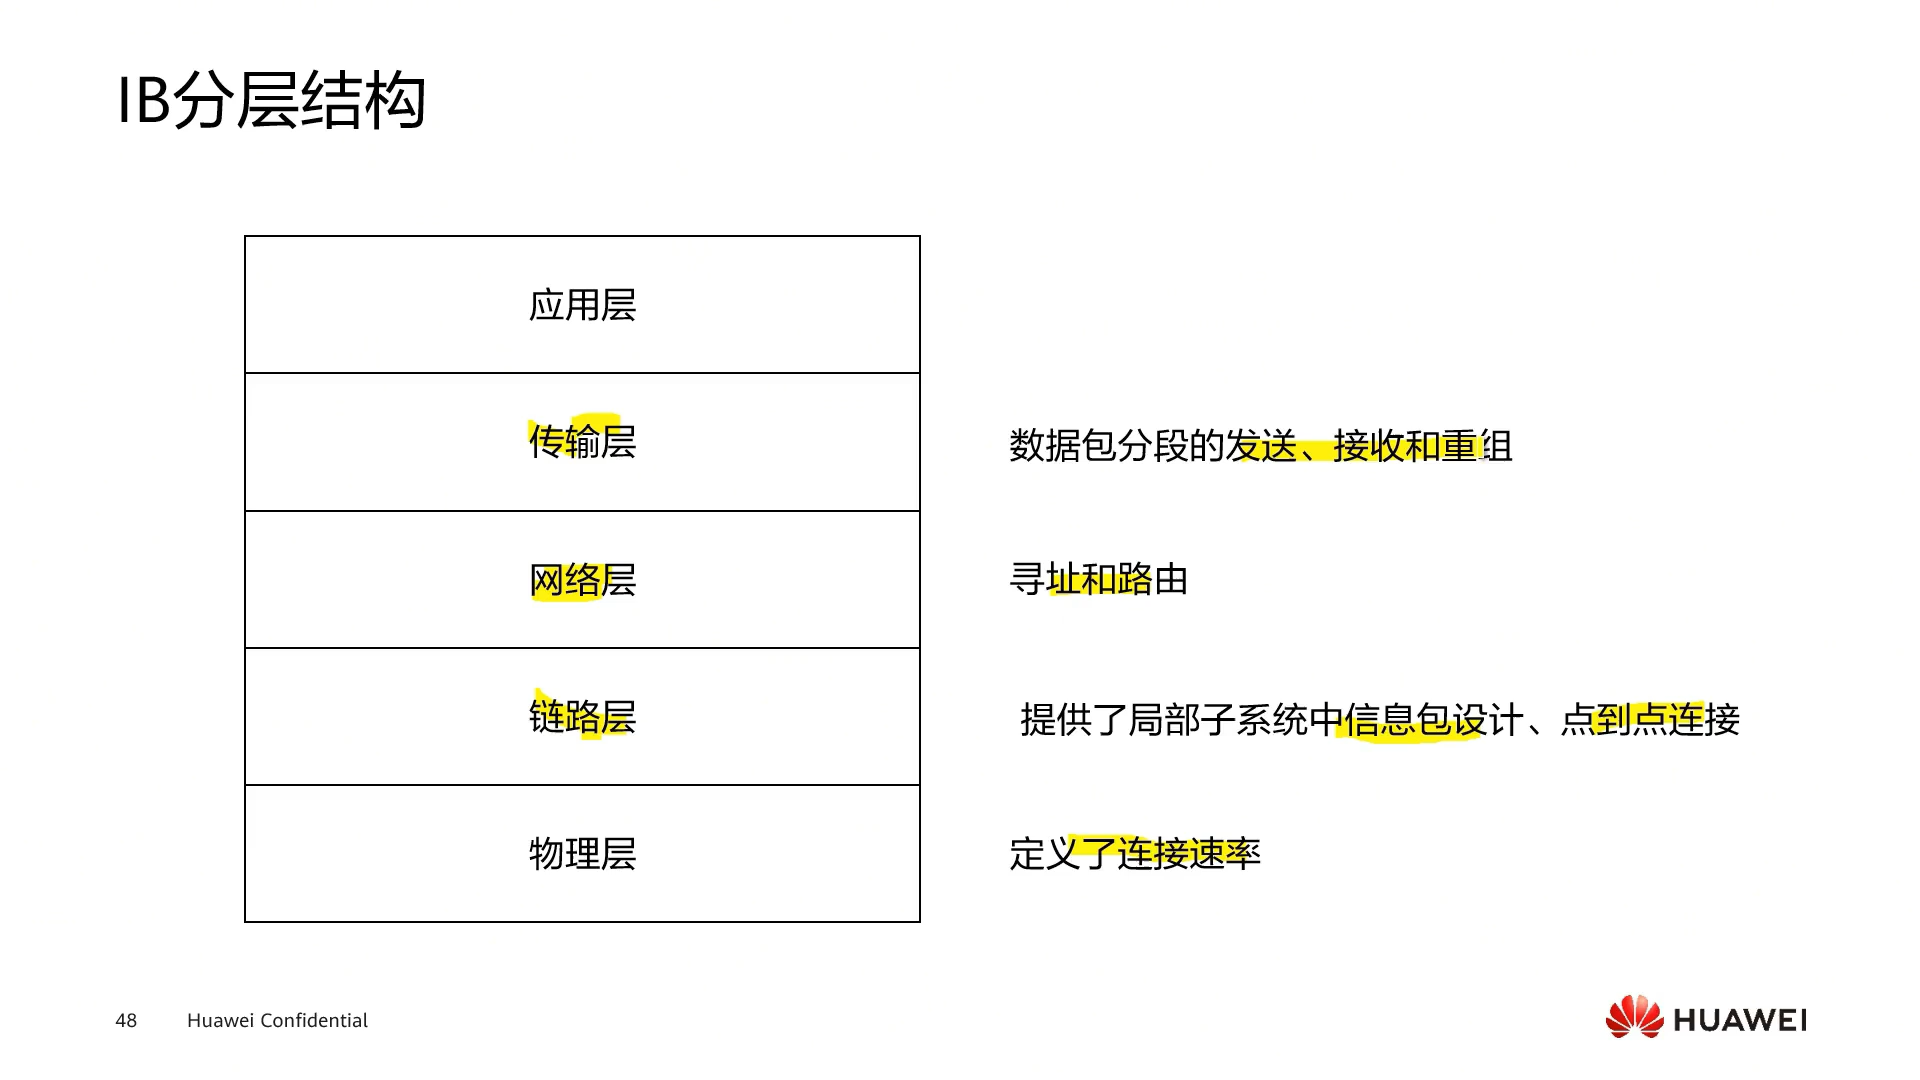 IB分层结构
应用层
传输层
数据包分段的发送、接收和重组
网络层
寻址和路由
链路层
提供了局部子系统中信息包设计、点到点连接
物理层
定义了连接速率
48 Huawei Confidential
HUAWEI